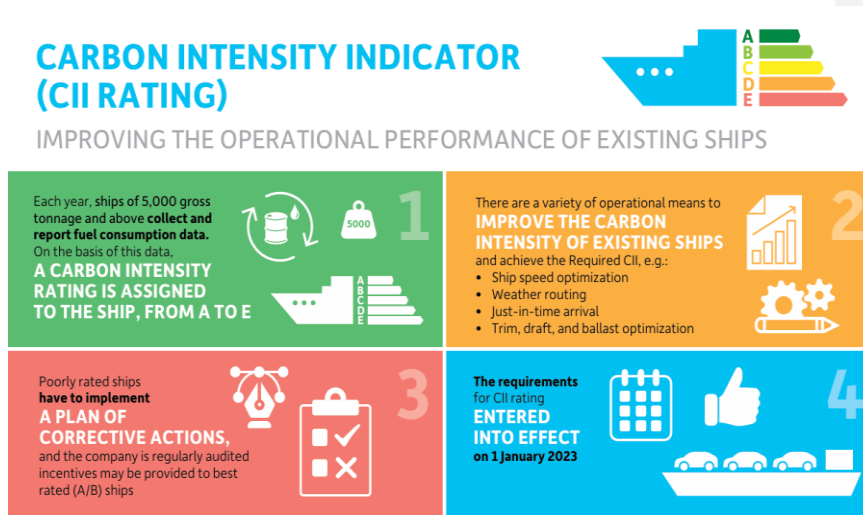 CARBON INTENSITY INDICATOR
(CII RATING)
A
B
C
D
E
IMPROVING THE OPERATIONAL PERFORMANCE OF EXISTING SHIPS
Each year, ships of 5,000 gross
tonnage and above collect and
report fuel consumption data.
On the basis of this data,
A CARBON INTENSITY
RATING IS ASSIGNED
TO THE SHIP, FROM A TO E
5000
1
A
B
C
D
E
There are a variety of operational means to
IMPROVE THE CARBON
INTENSITY OF EXISTING SHIPS
and achieve the Required CII, e.g.:
• Ship speed optimization
• Weather routing
• Just-in-time arrival
• Trim, draft, and ballast optimization
2
Poorly rated ships
have to implement
A PLAN OF
CORRECTIVE ACTIONS,
and the company is regularly audited
incentives may be provided to best
rated (A/B) ships
3
The requirements
for CII rating
ENTERED
INTO EFFECT
on 1 January 2023
4